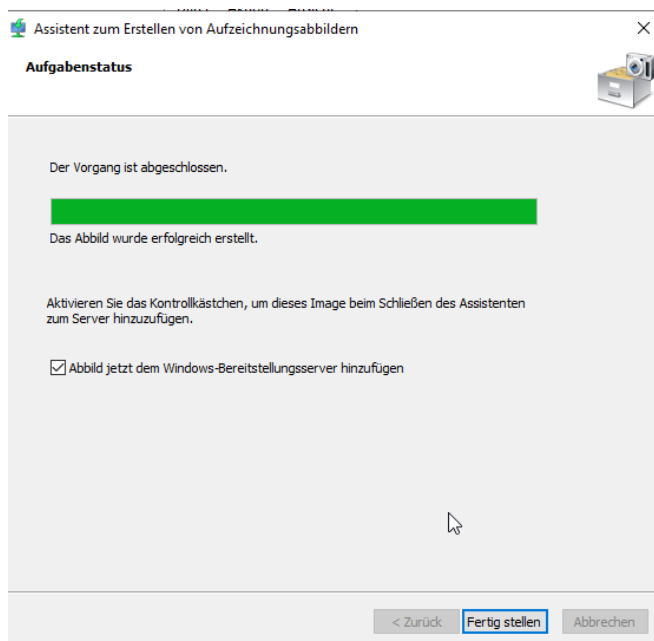 Assistent zum Erstellen von Aufzeichnungsabbildern
Aufgabenstatus
Der Vorgang ist abgeschlossen.
Das Abbild wurde erfolgreich erstellt.
Aktivieren Sie das Kontrollkästchen, um dieses Image beim Schließen des Assistenten
zum Server hinzuzufügen.
Abbild jetzt dem Windows-Bereitstellungsserver hinzufügen
< Zurück Fertig stellen Abbrechen